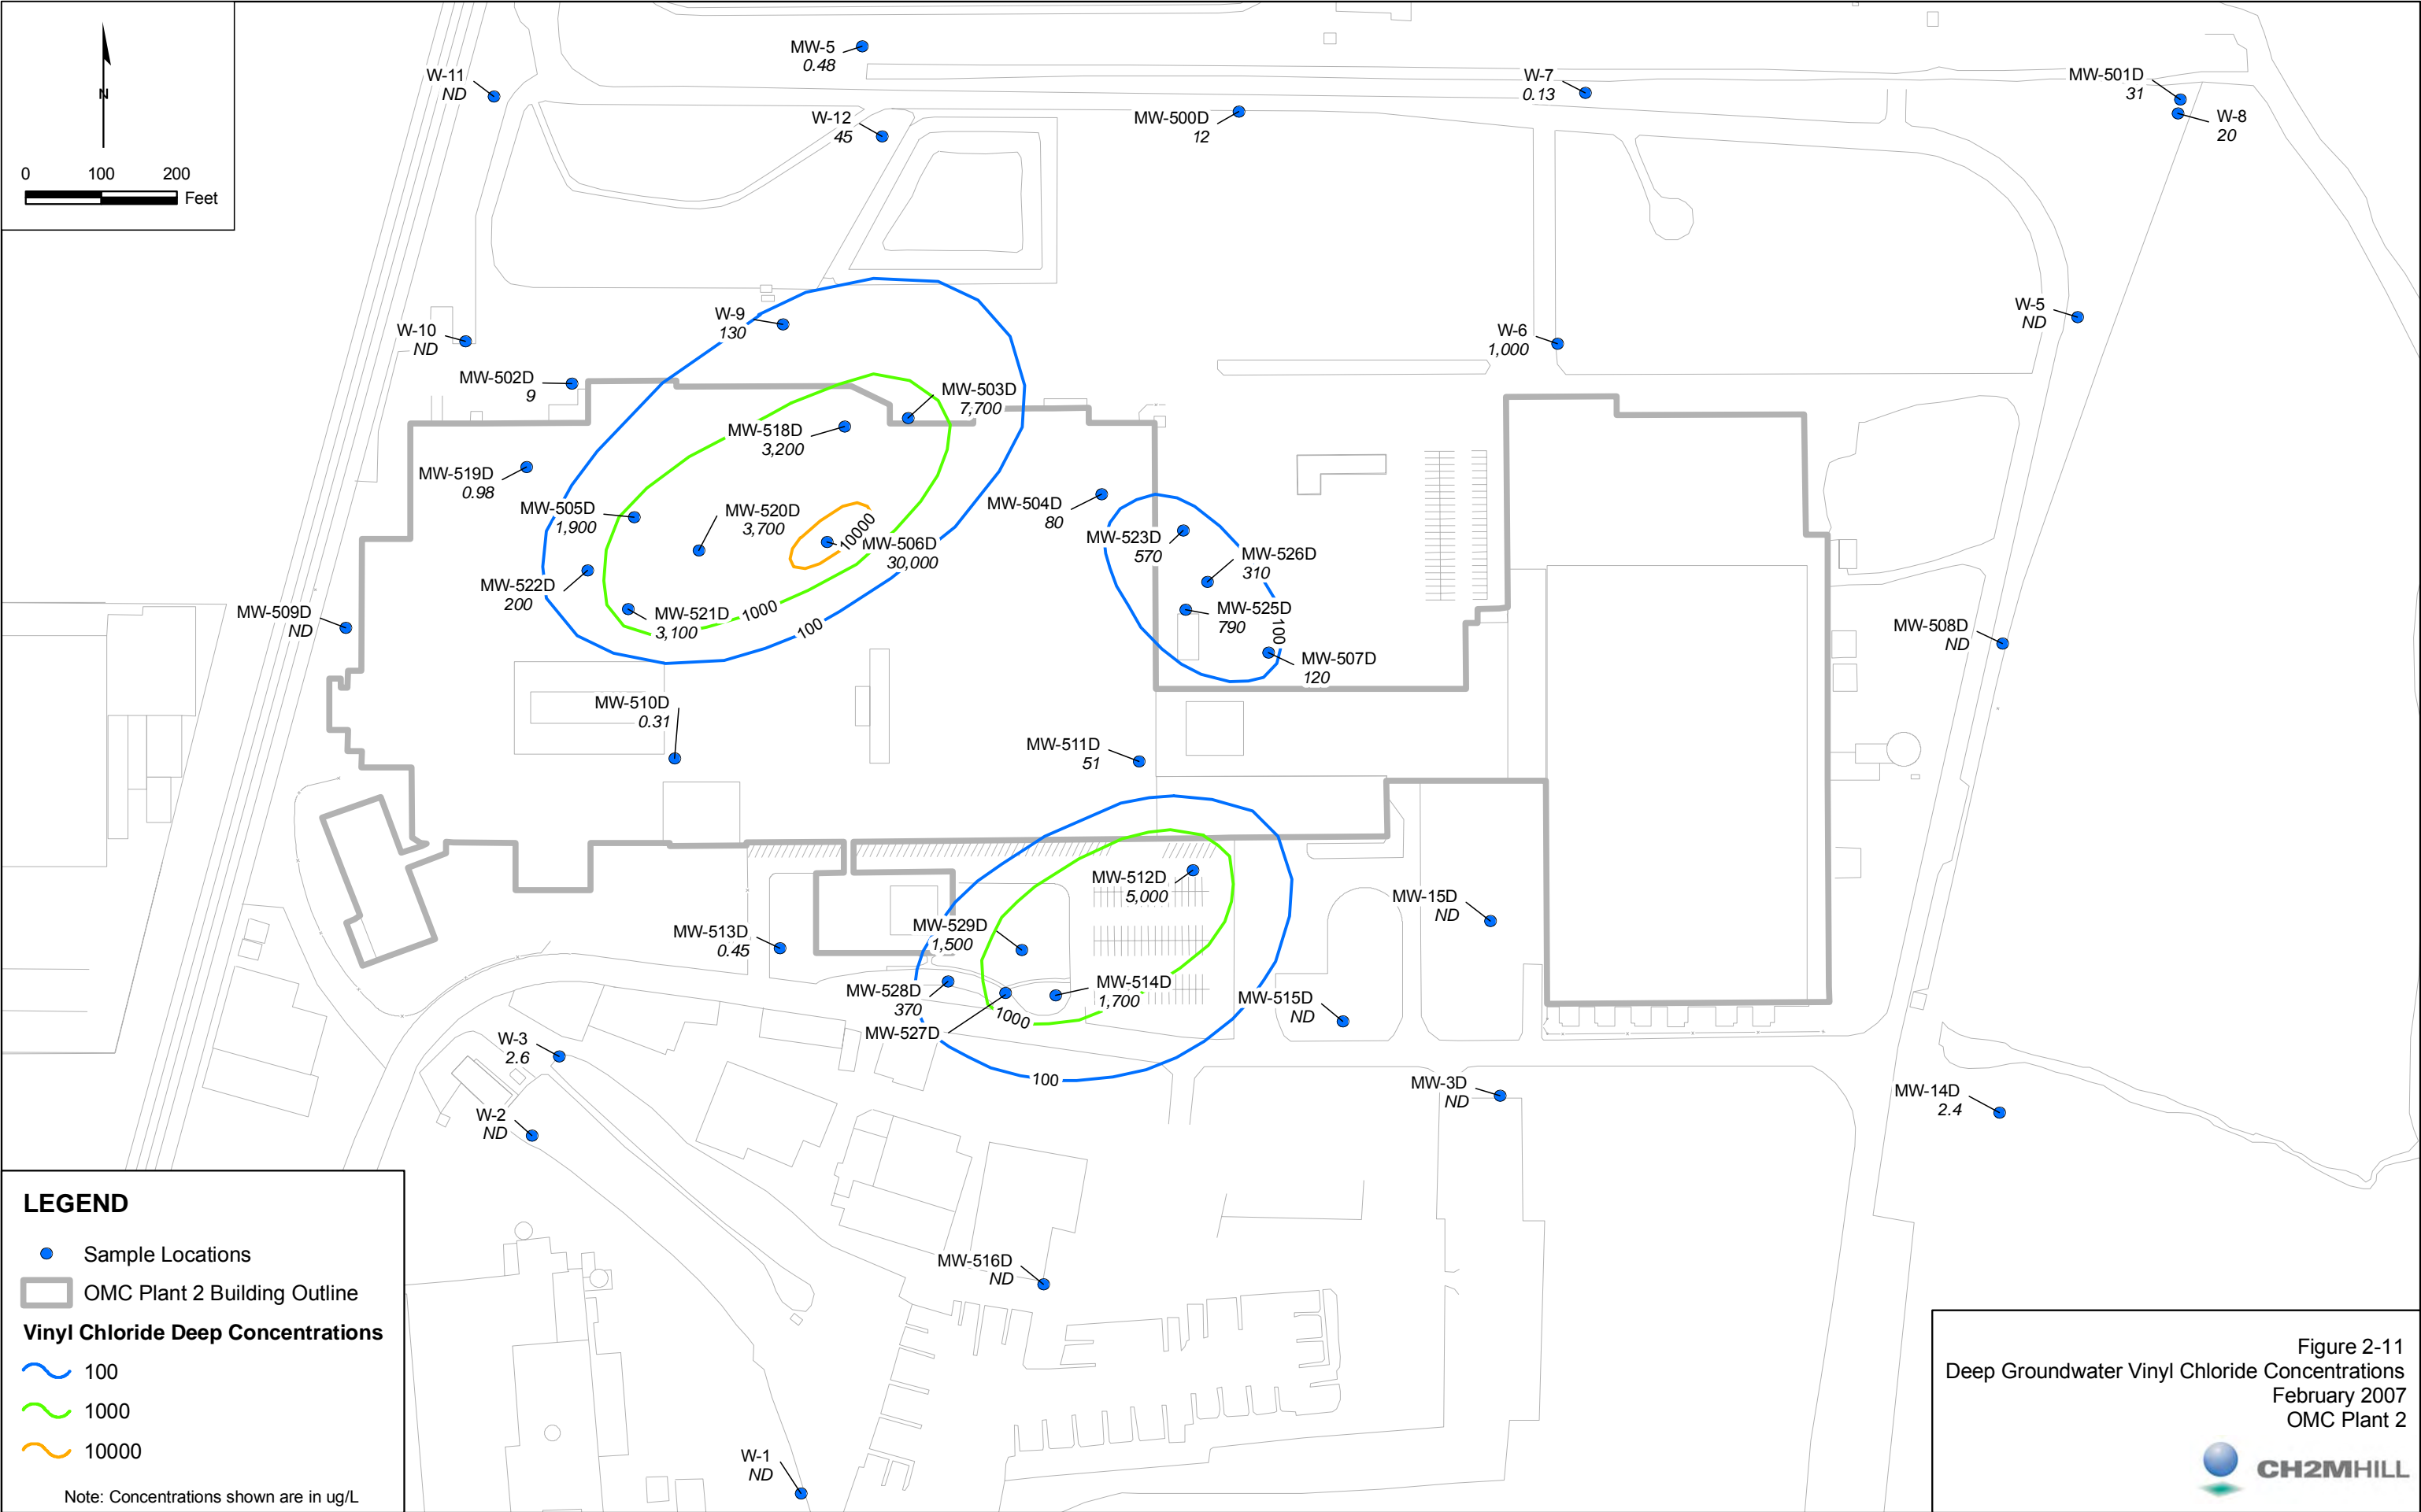 N
0 100 200
Feet
MW-5
0.48
W-11
ND
W-12
45
MW-500D
12
W-7
0.13
MW-501D
31
W-8
20
W-9
130
W-10
ND
W-6
1,000
W-5
ND
MW-502D
9
MW-503D
7,700
MW-518D
3,200
MW-519D
0.98
MW-505D
1,900
MW-520D
3,700
10000
MW-506D
30,000
MW-504D
80
MW-523D
570
MW-526D
310
MW-522D
200
MW-521D
3,100
1000
100
MW-525D
790
100
MW-509D
ND
MW-507D
120
MW-508D
ND
MW-510D
0.31
MW-511D
51
MW-512D
5,000
MW-15D
ND
MW-513D
0.45
MW-529D
1,500
MW-528D
370
MW-514D
1,700
MW-515D
ND
1000
MW-527D
W-3
2.6
100
MW-3D
ND
MW-14D
2.4
W-2
ND
MW-516D
ND
W-1
ND
LEGEND
Sample Locations
OMC Plant 2 Building Outline
Vinyl Chloride Deep Concentrations
100
1000
10000
Note: Concentrations shown are in ug/L
Figure 2-11
Deep Groundwater Vinyl Chloride Concentrations
February 2007
OMC Plant 2
CH2MHILL